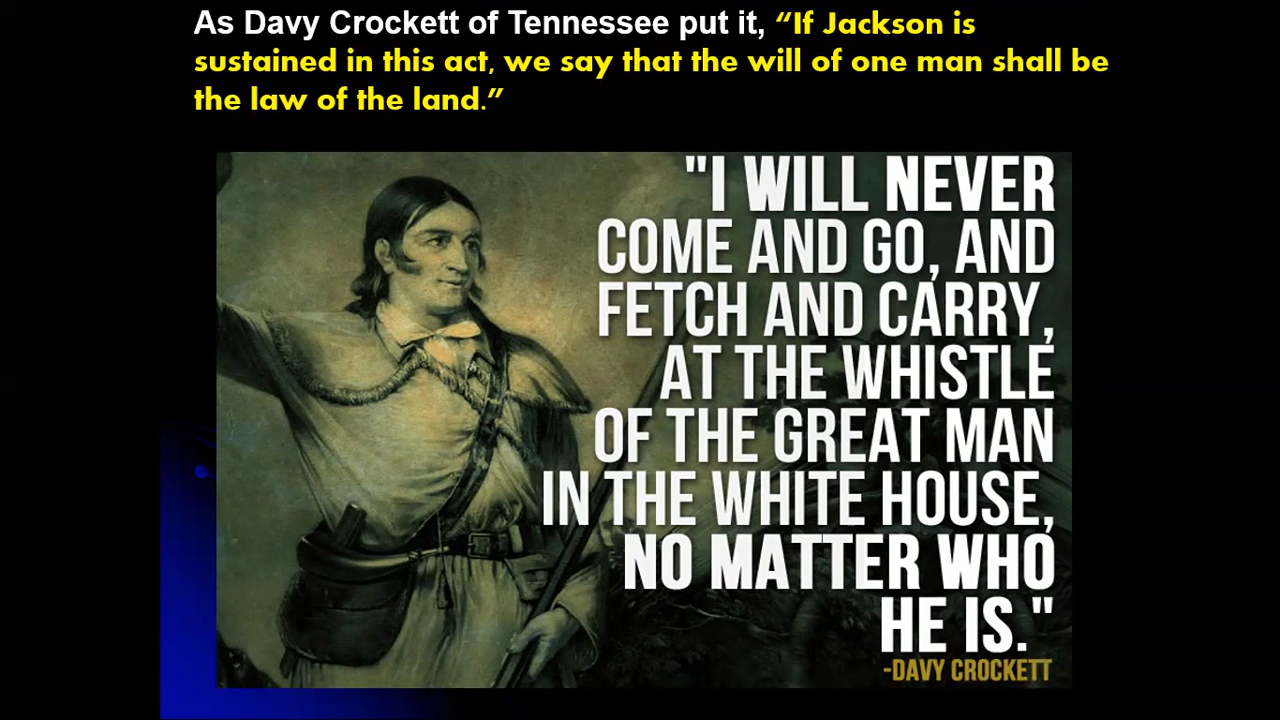 As Davy Crockett of Tennessee put it, “If Jackson is
sustained in this act, we say that the will of one man shall be
the law of the land.”
"I WILL NEVER
COME AND GO, AND
FETCH AND CARRY,
AT THE WHISTLE
OF THE GREAT MAN
IN THE WHITE HOUSE,
NO MATTER WHO
HE IS."
-DAVY CROCKETT